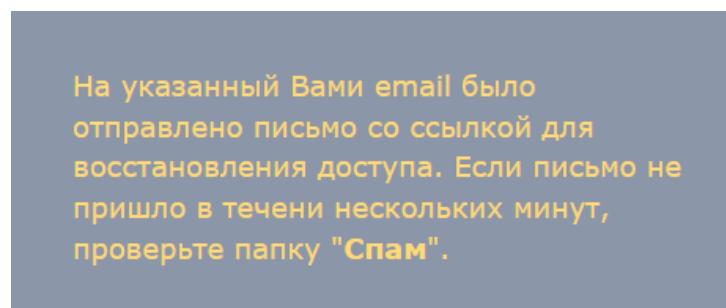 На указанный Вами email было
отправлено письмо со ссылкой для
восстановления доступа. Если письмо не
пришло в течени нескольких минут,
проверьте папку "Спам".